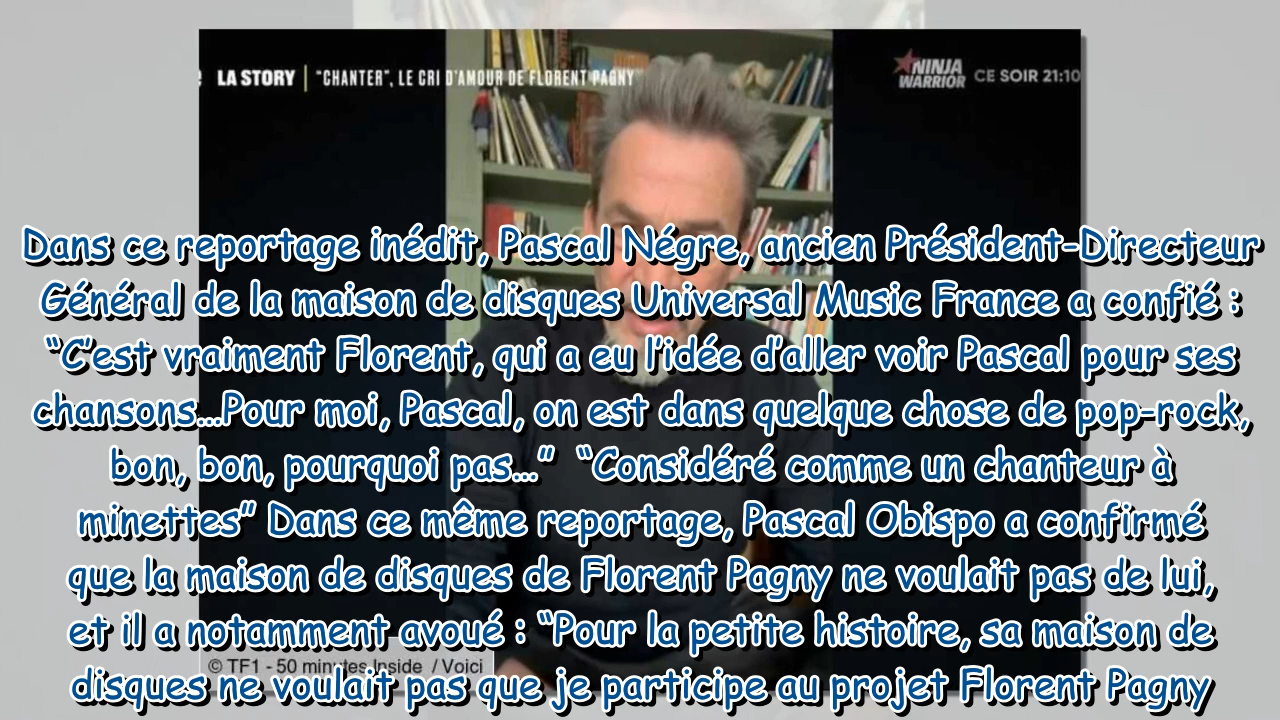 LA STORY | "CHANTER", LE CRI D'AMOUR DE FLORENT PAGNY
NINJA
WARRIOR
CE SOIR 21:10
Dans ce reportage inédit, Pascal Négre, ancien Président-Directeur
Général de la maison de disques Universal Music France a confié :
“C’est vraiment Florent, qui a eu l’idée d’aller voir Pascal pour ses
chansons...Pour moi, Pascal, on est dans quelque chose de pop-rock,
bon, bon, pourquoi pas...” “Considéré comme un chanteur à
minettes” Dans ce même reportage, Pascal Obispo a confirmé
que la maison de disques de Florent Pagny ne voulait pas de lui,
et il a notamment avoué : “Pour la petite histoire, sa maison de
© TF1 - 50 minutes Inside / Voici
disques ne voulait pas que je participe au projet Florent Pagny